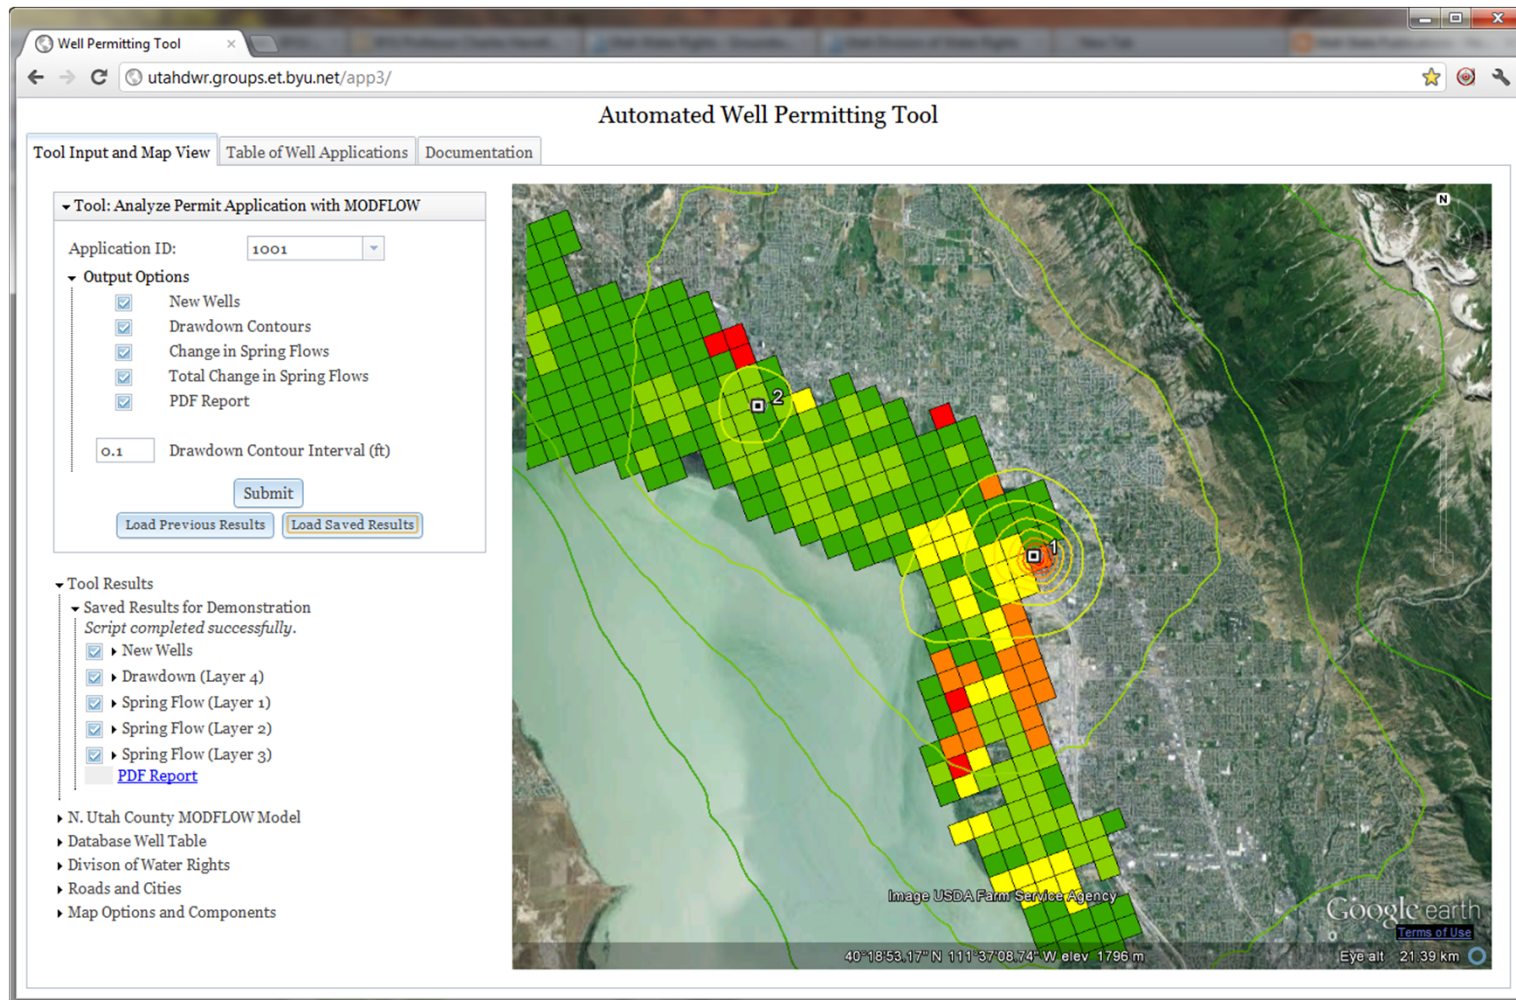 Well Permitting Tool
utahdwr.groups.et.byu.net/app3/
Automated Well Permitting Tool
Tool Input and Map View
Table of Well Applications
Documentation
Tool: Analyze Permit Application with MODFLOW
Application ID: 1001
Output Options
New Wells
Drawdown Contours
Change in Spring Flows
Total Change in Spring Flows
PDF Report
0.1 Drawdown Contour Interval (ft)
Submit
Load Previous Results
Load Saved Results
Tool Results
Saved Results for Demonstration
Script completed successfully.
New Wells
Drawdown (Layer 4)
Spring Flow (Layer 1)
Spring Flow (Layer 2)
Spring Flow (Layer 3)
PDF Report
N. Utah County MODFLOW Model
Database Well Table
Divison of Water Rights
Roads and Cities
Map Options and Components
N
2
1
Image USDA Farm Service Agency
Google earth
Terms of Use
40°18'53.17" N 111°37'08.74" W elev 1796 m
Eye alt 21.39 km